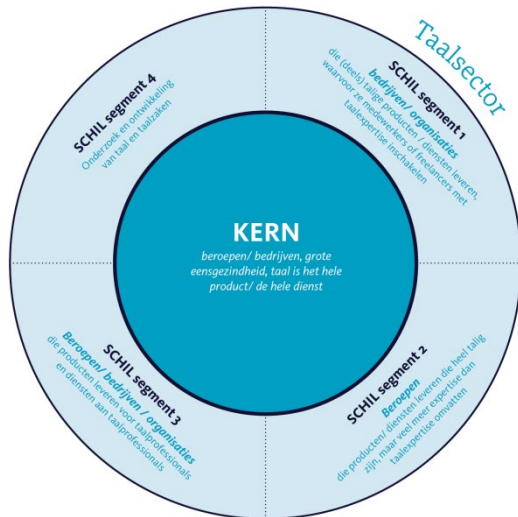 Taalsector
SCHIL segment 1
bedrijven/ organisaties
die (deels) talige producten / diensten leveren,
waarvoor ze medewerkers of freelancers met
taalexpertise inschakelen
SCHIL segment 4
Onderzoek en ontwikkeling
van taal en taalzaken
KERN
beroepen/ bedrijven, grote
eensgezindheid, taal is het hele
product/ de hele dienst
SCHIL segment 3
Beroepen/ bedrijven / organisaties
die producten leveren voor taalprofessionals
en diensten aan taalprofessionals
SCHIL segment 2
Beroepen
die producten/ diensten leveren die heel talig
zijn, maar veel meer expertise dan
taalexpertise omvatten